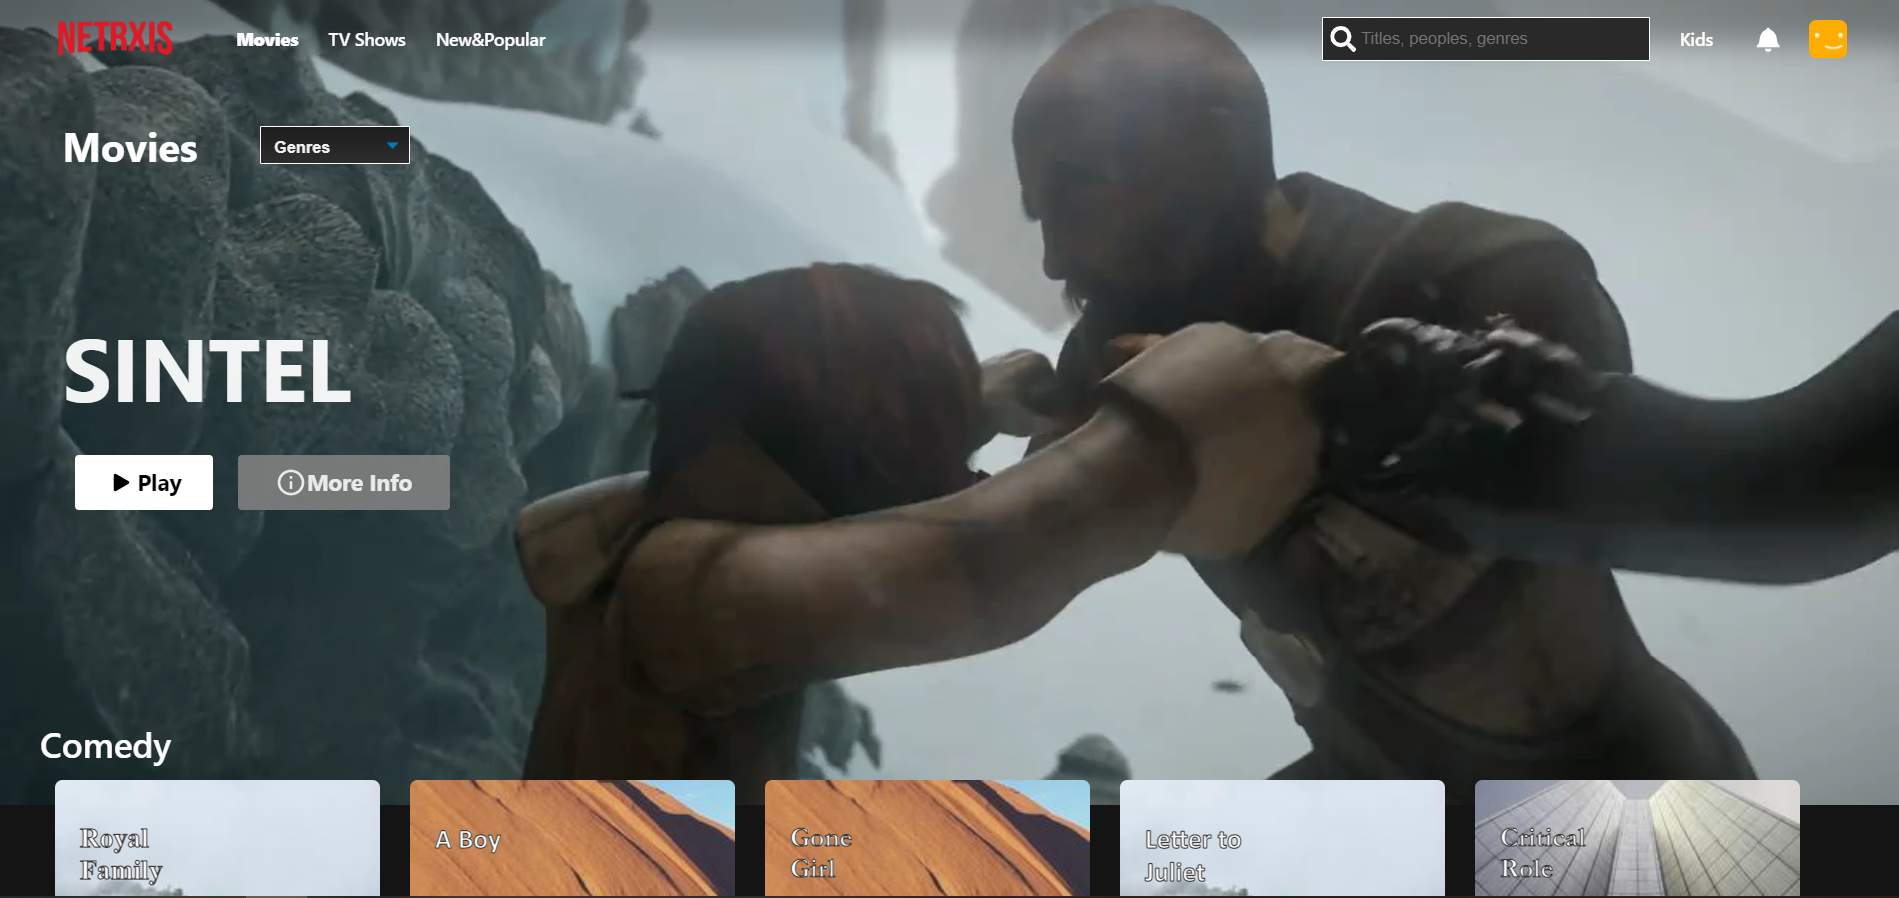 NETRXIS
Movies
TV Shows
New&Popular
Titles, peoples, genres
Kids
Movies
Genres
SINTEL
Play
More Info
Comedy
Royal
Family
A Boy
Gone
Girl
Letter to
Juliet
Critical
Role